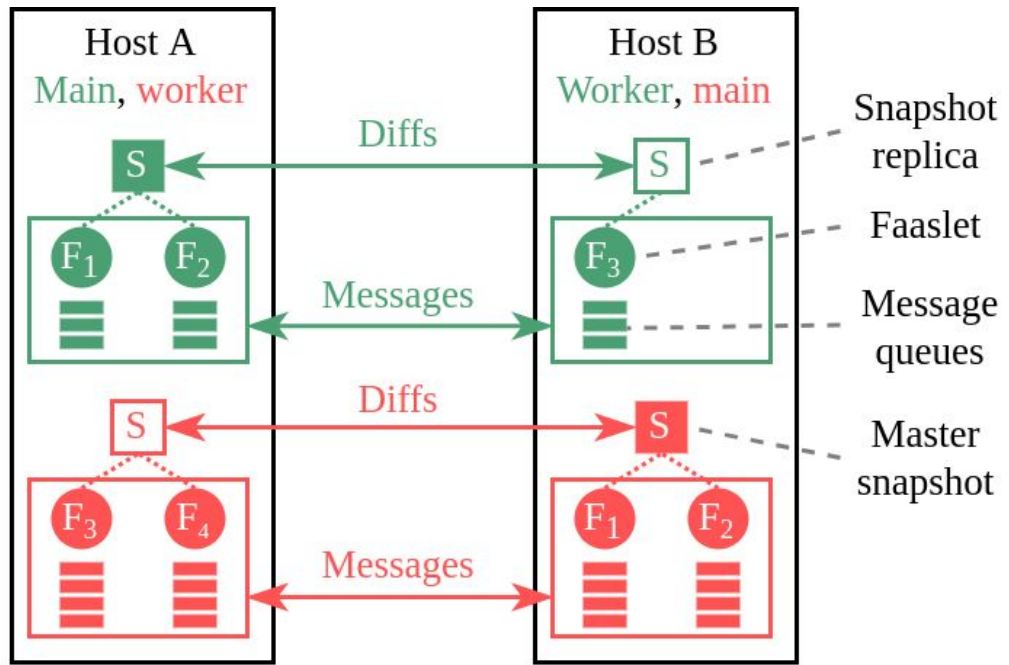 Host A
Main, worker
Host B
Worker, main
Diffs
S
S
Snapshot
replica
F1 F2
F3
Faaslet
Messages
Message
queues
Diffs
S
S
Master
snapshot
F3 F4
F1 F2
Messages